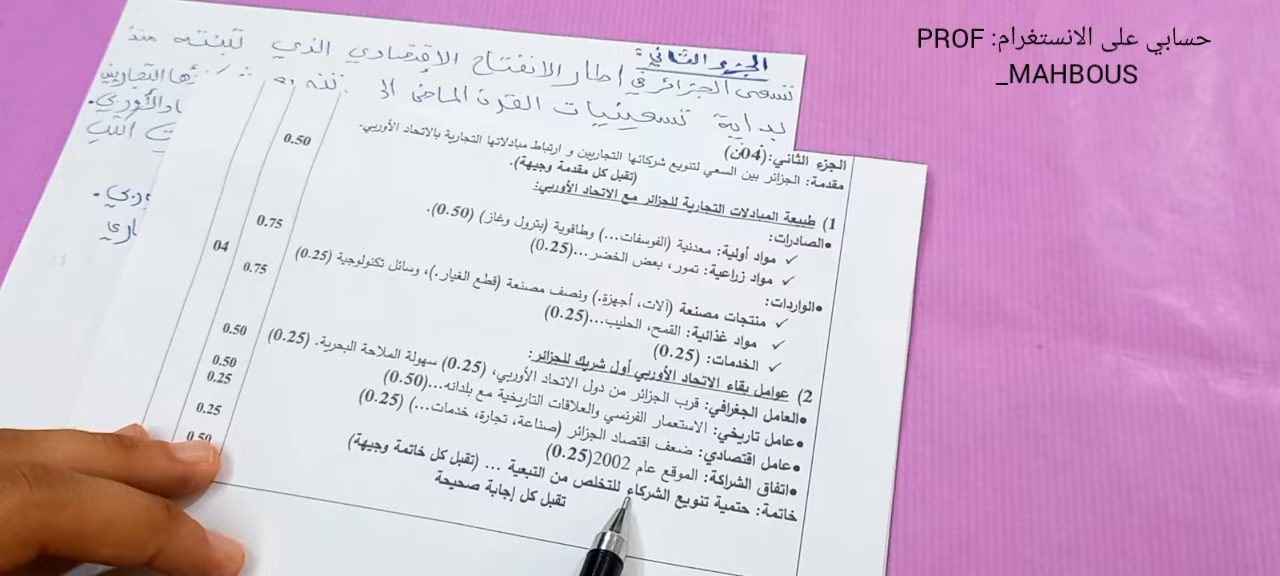 حسابي على الانستغرام: PROF
_MAHBOUS
الجزء الثاني:
تسعى الجزائر في إطار الانفتاح الاقتصادي الذي تبنته منذ
بداية تسعينيات القرن الماضي إلى
الجزء الثاني: (04ن)
مقدمة: الجزائر بين السعي لتنويع شركائها التجاريين و ارتباط مبادلاتها التجارية بالاتحاد الأوربي. 0.50
(تقبل كل مقدمة وجيهة).
1) طبيعة المبادلات التجارية للجزائر مع الاتحاد الأوربي:
•الصادرات:
✓ مواد أولية: معدنية (الفوسفات...) وطاقوية (بترول وغاز) (0.50). 0.75
✓ مواد زراعية: تمور، بعض الخضر...(0.25)
•الواردات: 04
✓ منتجات مصنعة (آلات، أجهزة.) ونصف مصنعة (قطع الغيار.)، وسائل تكنولوجية (0.25) 0.75
✓ مواد غذائية: القمح، الحليب...(0.25)
✓ الخدمات: (0.25)
2) عوامل بقاء الاتحاد الأوربي أول شريك للجزائر:
•العامل الجغرافي: قرب الجزائر من دول الاتحاد الأوربي، (0.25) سهولة الملاحة البحرية. (0.25) 0.50
•عامل تاريخي: الاستعمار الفرنسي والعلاقات التاريخية مع بلدانه...(0.50) 0.50
•عامل اقتصادي: ضعف اقتصاد الجزائر (صناعة، تجارة، خدمات...) (0.25) 0.25
•اتفاق الشراكة: الموقع عام 2002(0.25) 0.25
خاتمة: حتمية تنويع الشركاء للتخلص من التبعية ... (تقبل كل خاتمة وجيهة) 0.50
تقبل كل إجابة صحيحة